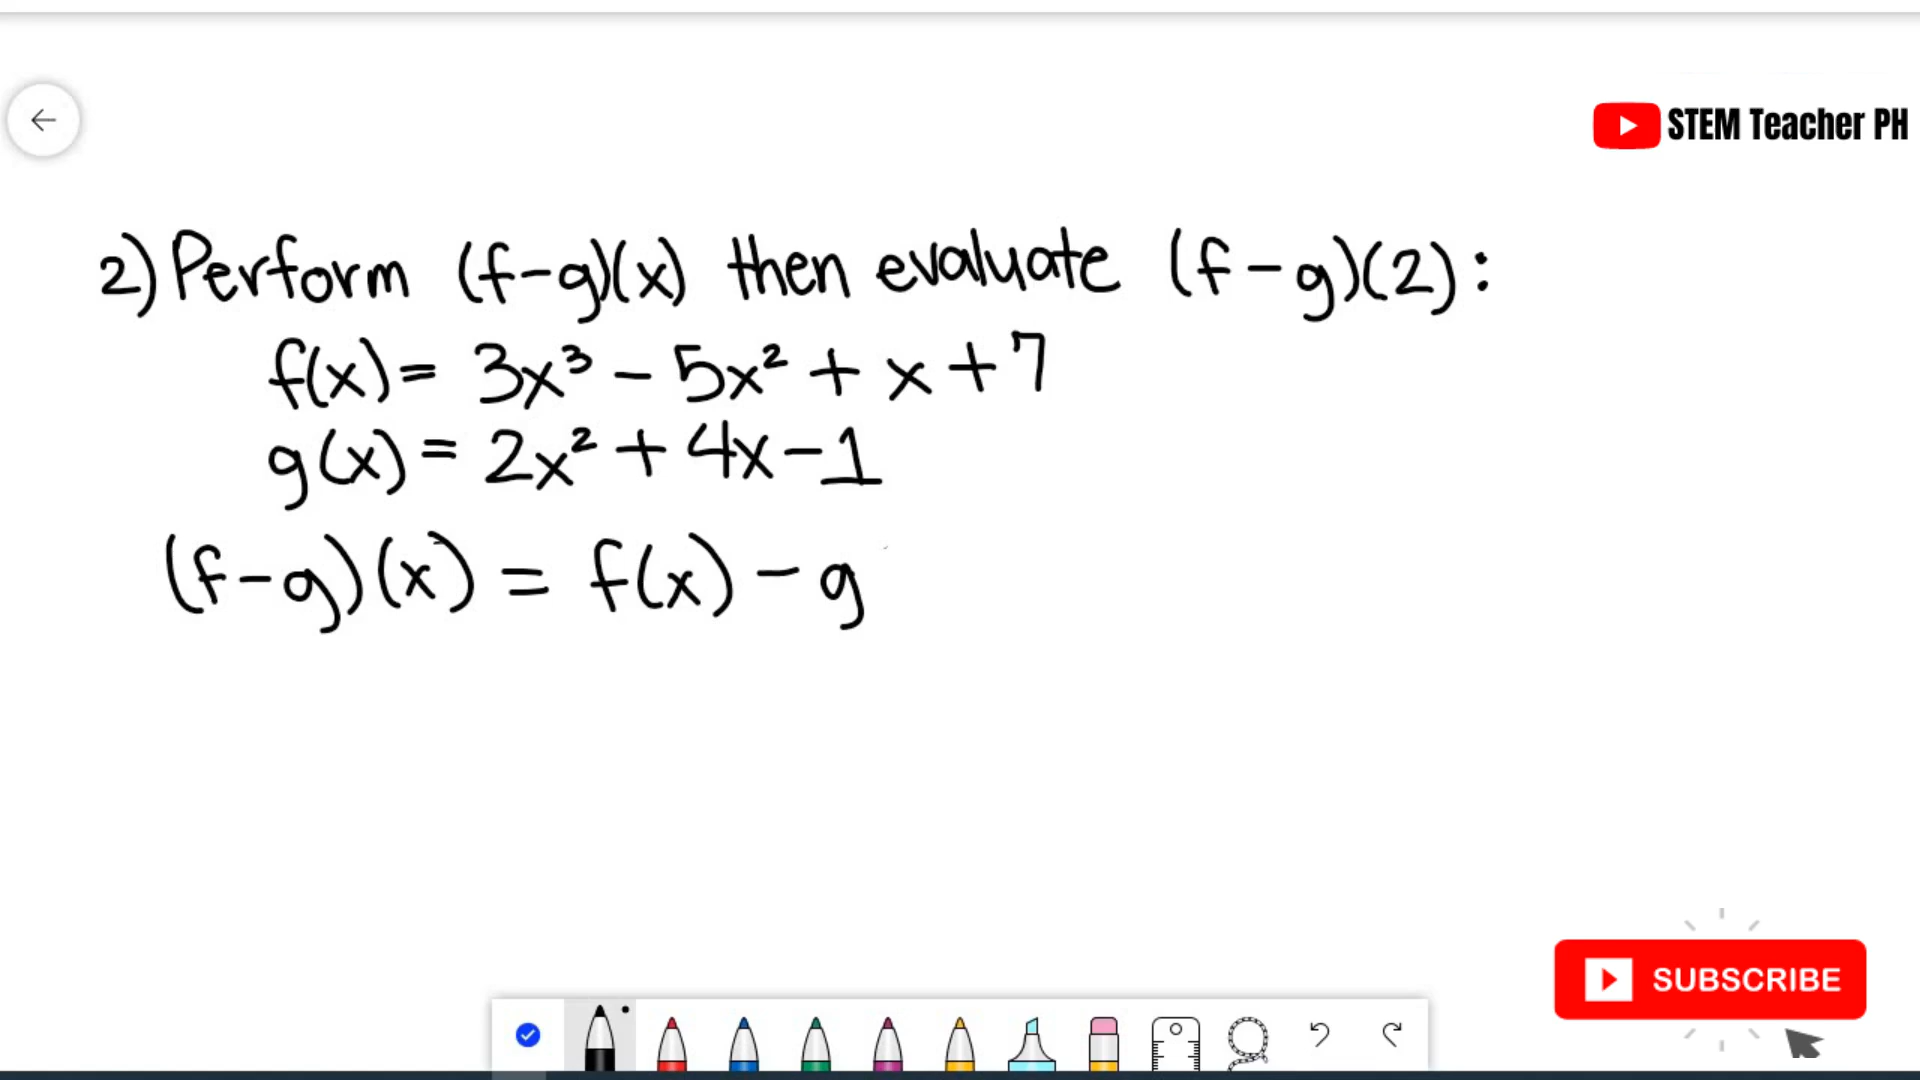 STEM Teacher PH
2) Perform (f-g)(x) then evaluate (f-g)(2):
f(x) = 3x³ - 5x² + x + 7
g(x) = 2x² + 4x - 1
(f-g)(x) = f(x) - g
SUBSCRIBE